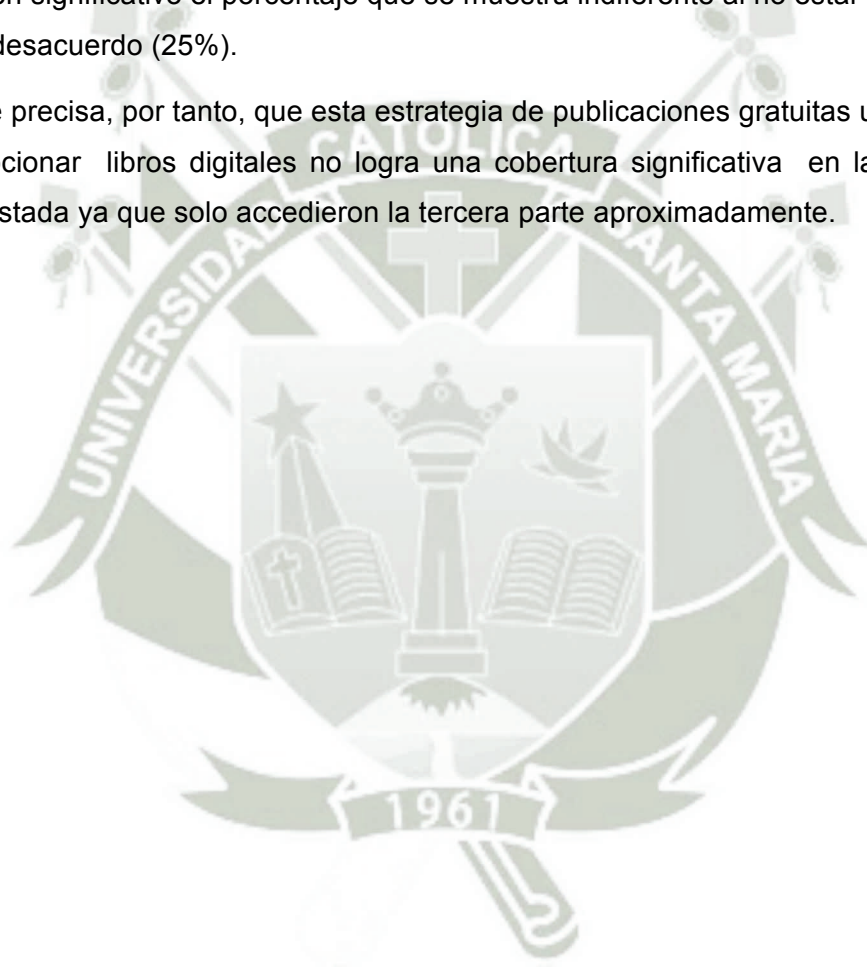 én significativo el porcentaje que se muestra indiferente al no estar
desacuerdo (25%).
e precisa, por tanto, que esta estrategia de publicaciones gratuitas u
cionar libros digitales no logra una cobertura significativa en la
stada ya que solo accedieron la tercera parte aproximadamente.
UNIVERSIDAD CATOLICA SANTA MARIA
1961